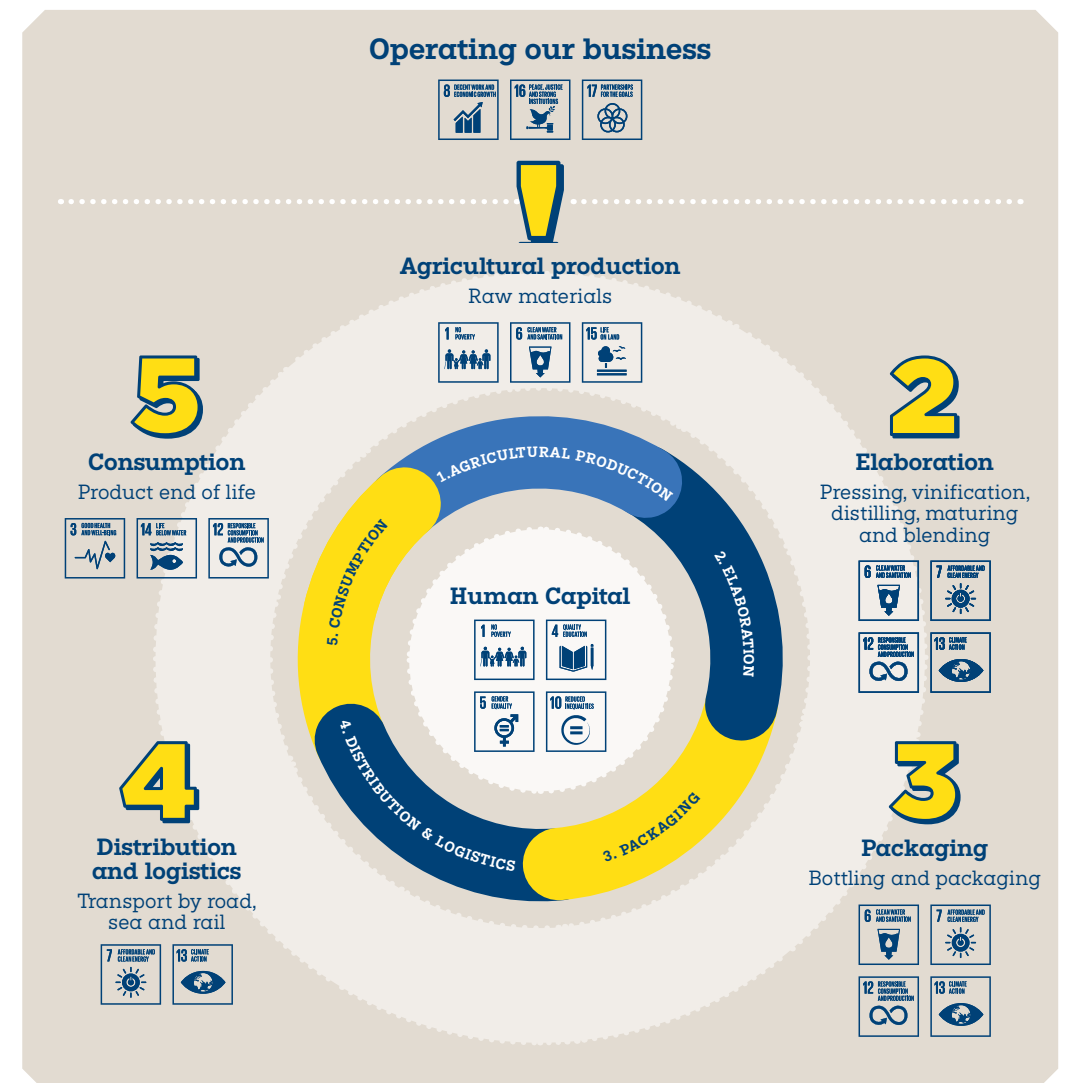 Operating our business
8 DECENT WORK AND
ECONOMIC GROWTH
16 PEACE, JUSTICE
AND STRONG
INSTITUTIONS
17 PARTNERSHIPS
FOR THE GOALS
Agricultural production
Raw materials
1 NO
POVERTY
6 CLEAN WATER
AND SANITATION
15 LIFE
ON LAND
5
Consumption
Product end of life
3 GOOD HEALTH
AND WELL-BEING
14 LIFE
BELOW WATER
12 RESPONSIBLE
CONSUMPTION
AND PRODUCTION
2
Elaboration
Pressing, vinification,
distilling, maturing
and blending
6 CLEAN WATER
AND SANITATION
7 AFFORDABLE AND
CLEAN ENERGY
12 RESPONSIBLE
CONSUMPTION
AND PRODUCTION
13 CLIMATE
ACTION
1. AGRICULTURAL PRODUCTION
2. ELABORATION
3. PACKAGING
4. DISTRIBUTION & LOGISTICS
5. CONSUMPTION
Human Capital
1 NO
POVERTY
4 QUALITY
EDUCATION
5 GENDER
EQUALITY
10 REDUCED
INEQUALITIES
4
Distribution
and logistics
Transport by road,
sea and rail
7 AFFORDABLE AND
CLEAN ENERGY
13 CLIMATE
ACTION
3
Packaging
Bottling and packaging
6 CLEAN WATER
AND SANITATION
7 AFFORDABLE AND
CLEAN ENERGY
12 RESPONSIBLE
CONSUMPTION
AND PRODUCTION
13 CLIMATE
ACTION